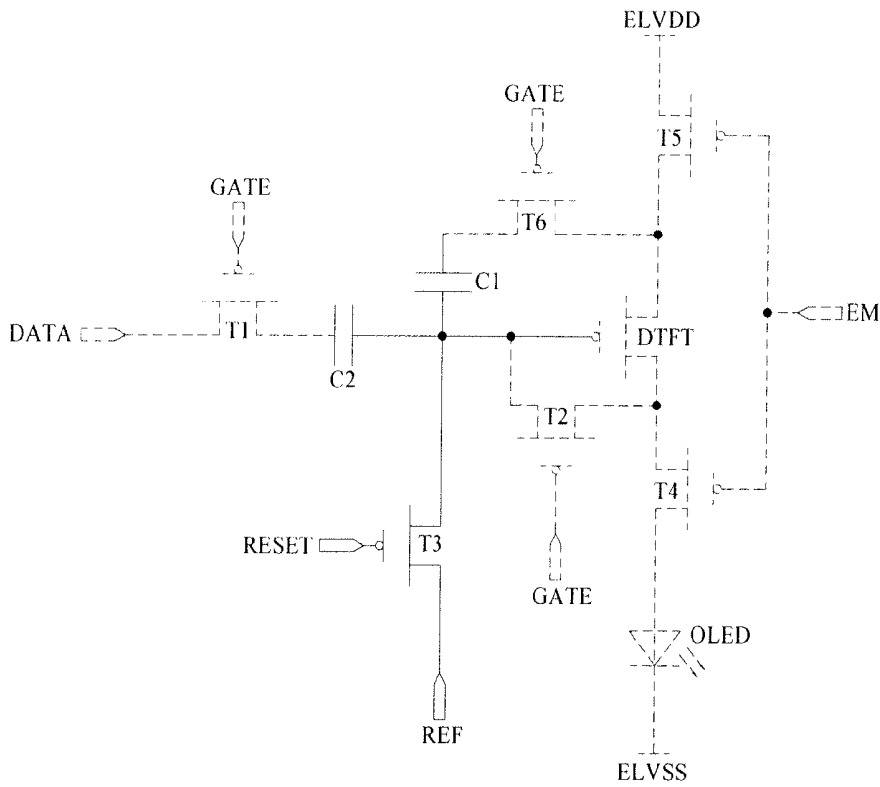 ELVDD
GATE
T5
GATE
T6
C1
DATA
T1
C2
DTFT
EM
T2
T4
RESET
T3
GATE
OLED
REF
ELVSS